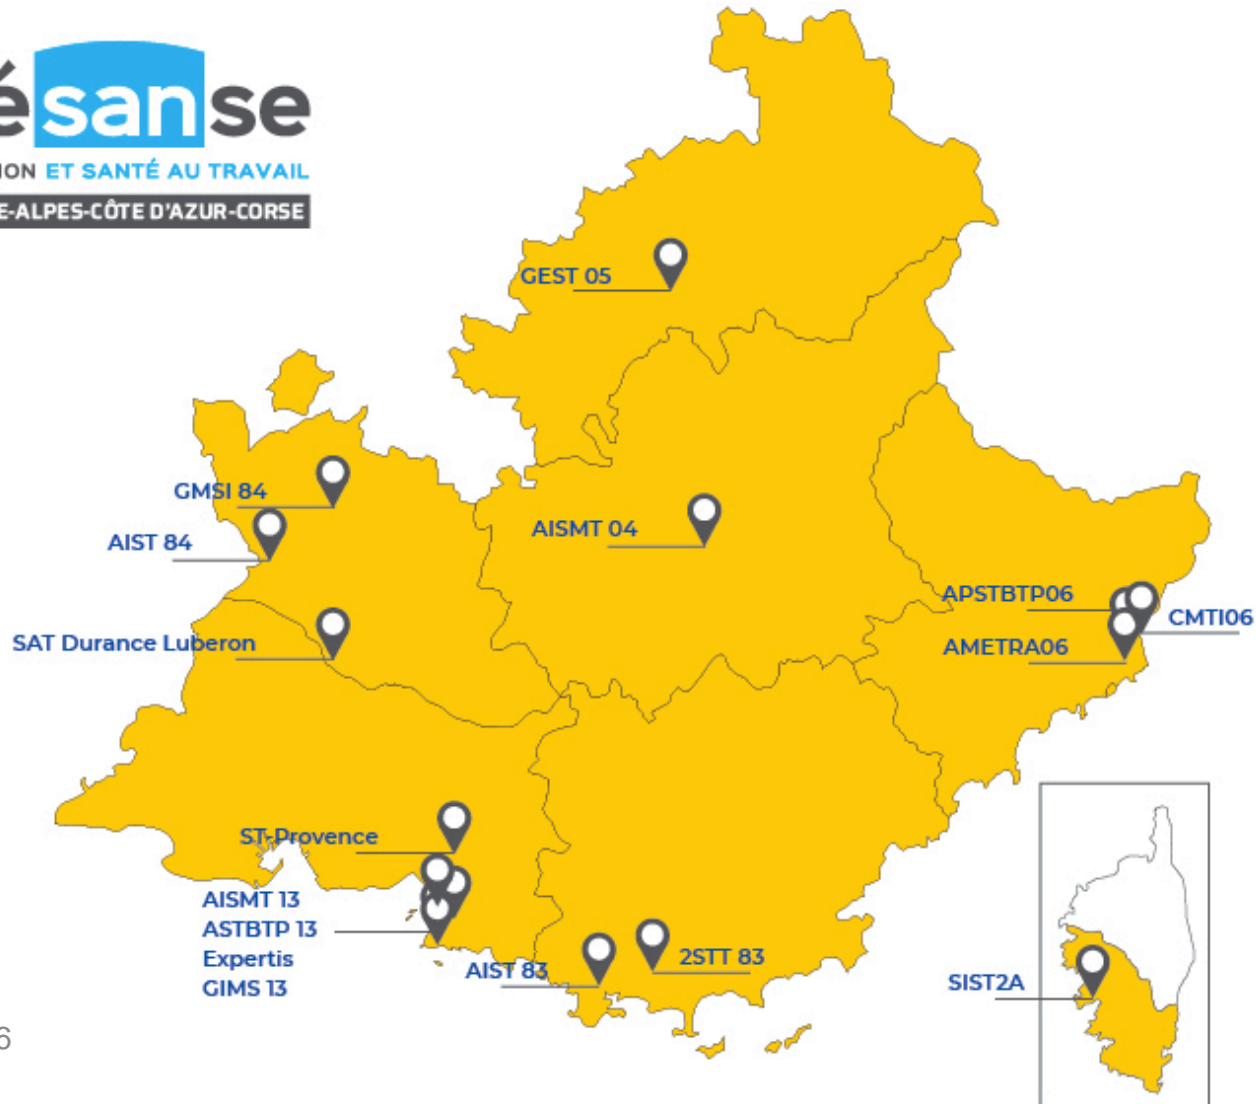 ésanse
ION ET SANTÉ AU TRAVAIL
E-ALPES-CÔTE D'AZUR-CORSE
GEST 05
GMSI 84
AIST 84
AISMT 04
APSTBTP06
CMTI06
SAT Durance Luberon
AMETRA06
ST-Provence
AISMT 13
ASTBTP 13
Expertis
GIMS 13
AIST 83
2STT 83
SIST2A
6